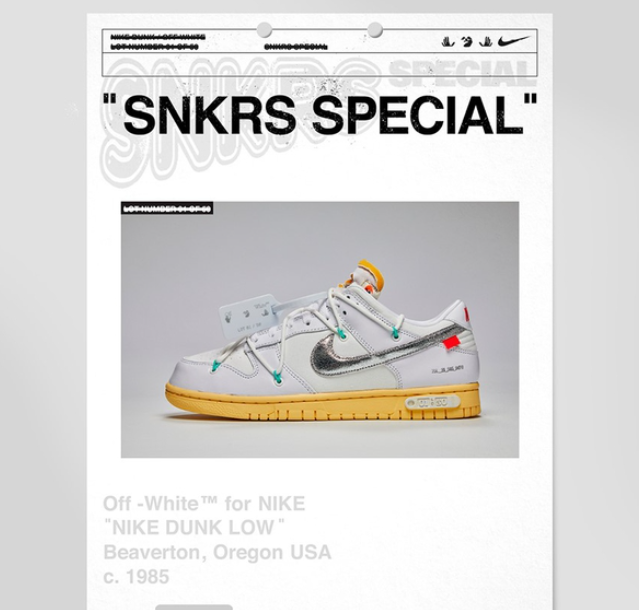 NIKE DUNK / OFF-WHITE
LOT NUMBER 01 OF 50
SNKRS SPECIAL
SNKRS SPECIAL
"SNKRS SPECIAL"
LOT NUMBER 01 OF 50
Off -White™ for NIKE
"NIKE DUNK LOW"
Beaverton, Oregon USA
c. 1985